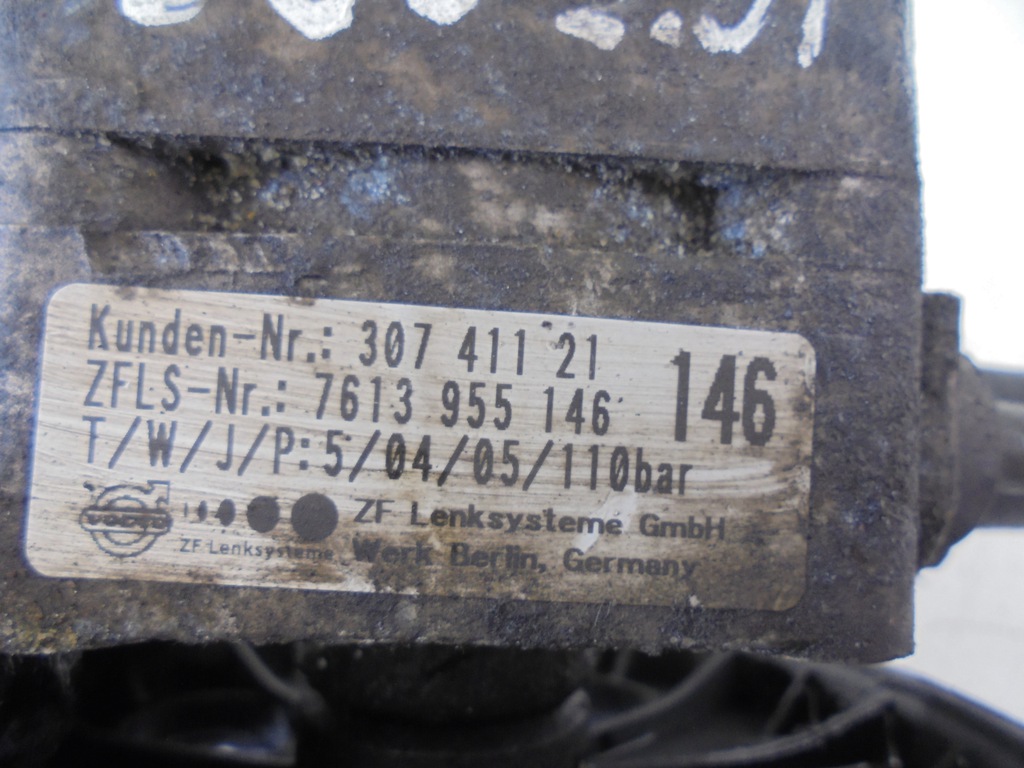 Kunden-Nr.: 307 411 21
ZFLS-Nr.: 7613 955 146
146
T/W/J/P: 5/04/05/110bar
VOLVO
ZF Lenksysteme
ZF Lenksysteme GmbH
Werk Berlin, Germany